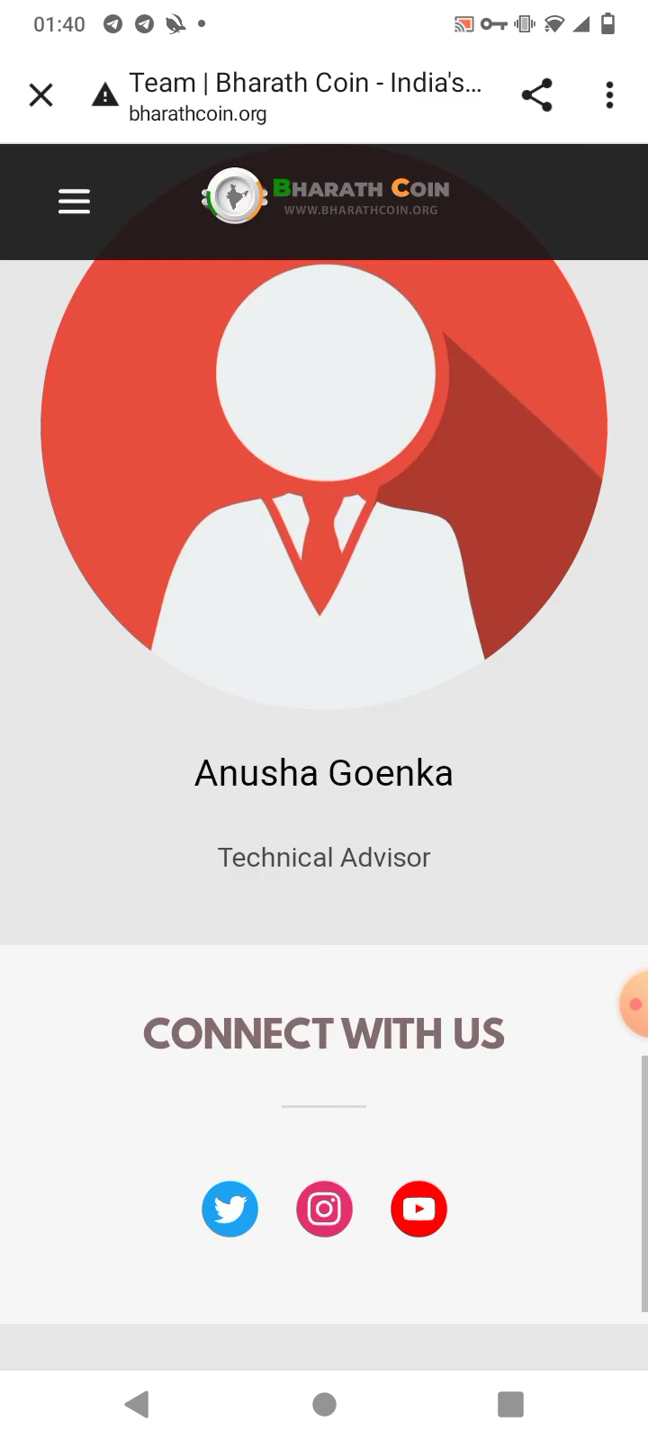 01:40
Team | Bharath Coin - India's...
bharathcoin.org
BHARATH COIN
WWW.BHARATHCOIN.ORG
Anusha Goenka
Technical Advisor
CONNECT WITH US